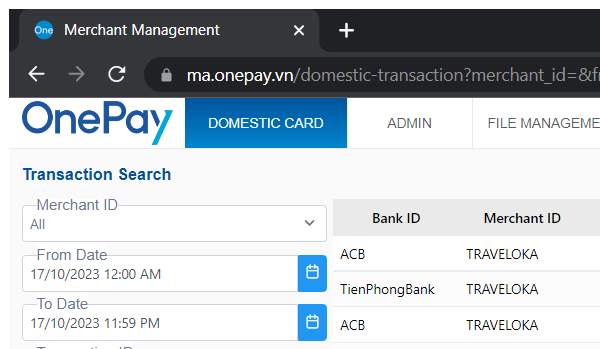 One Merchant Management
ma.onepay.vn/domestic-transaction?merchant_id=&f
OnePay DOMESTIC CARD ADMIN FILE MANAGEME
Transaction Search
Merchant ID
All
From Date
17/10/2023 12:00 AM
To Date
17/10/2023 11:59 PM
Bank ID Merchant ID
ACB TRAVELOKA
TienPhongBank TRAVELOKA
ACB TRAVELOKA